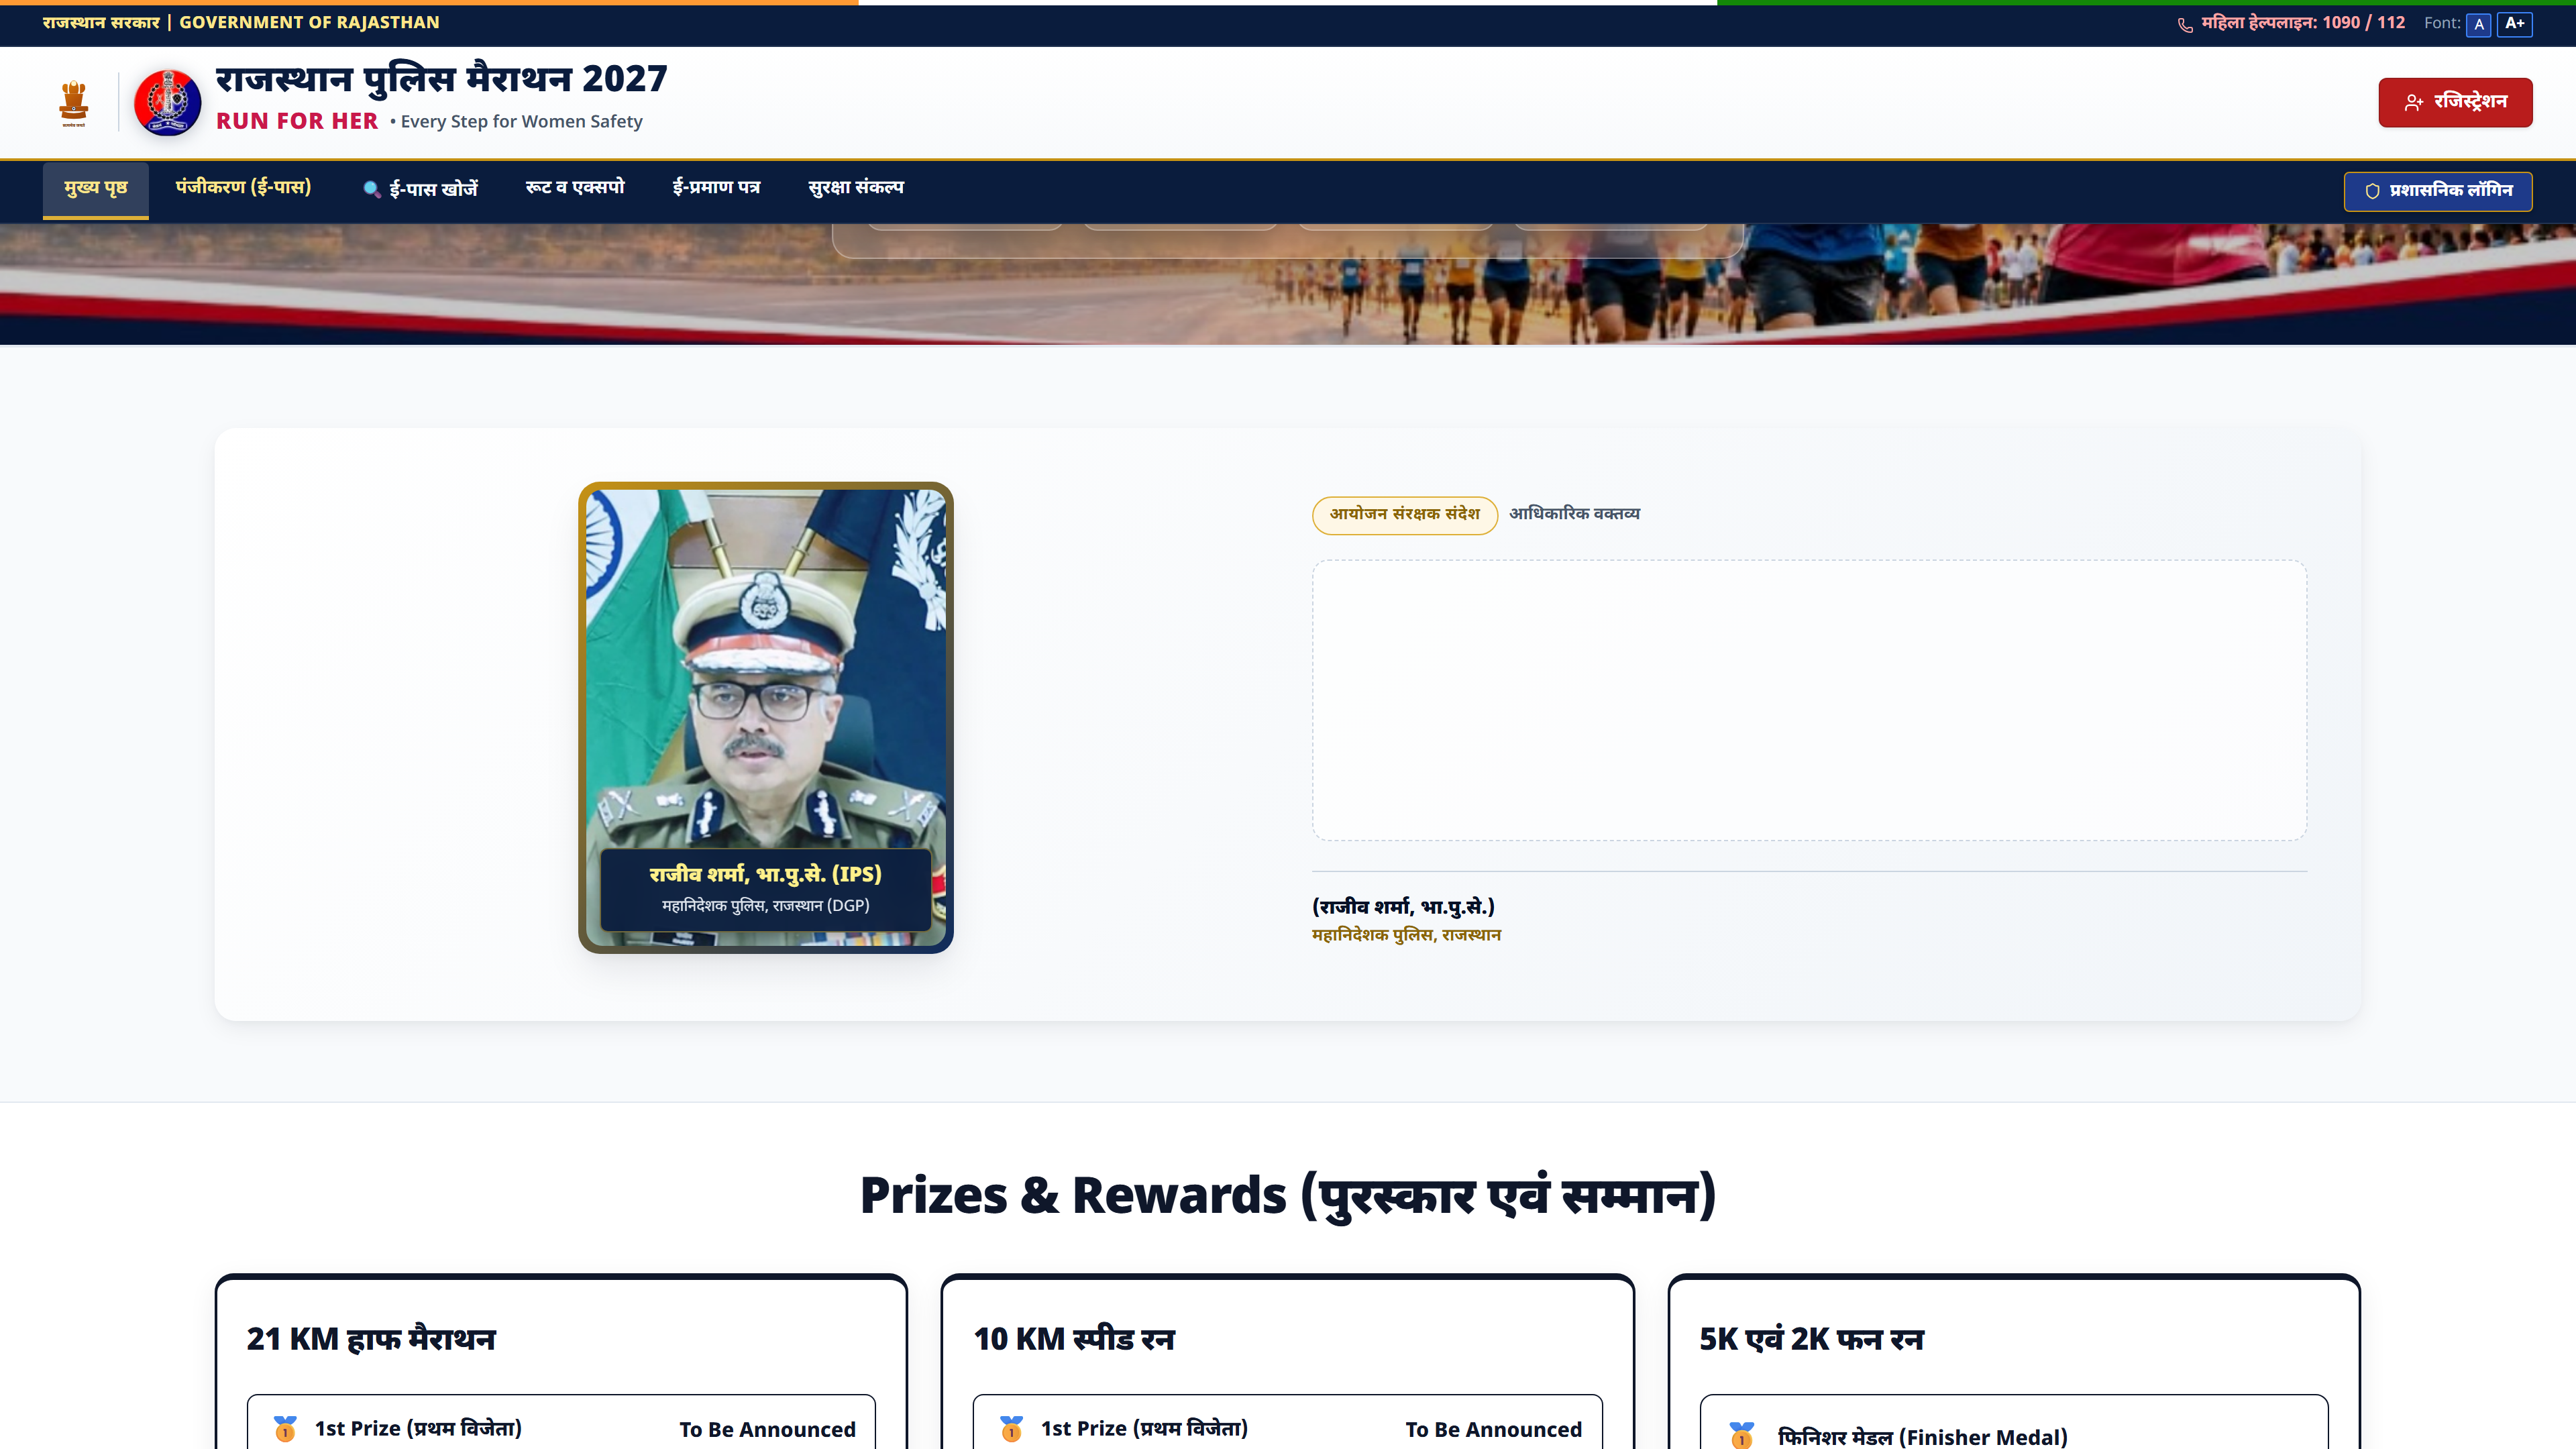 राजस्थान सरकार | GOVERNMENT OF RAJASTHAN
महिला हेल्पलाइन: 1090 / 112 Font: A A+
राजस्थान पुलिस मैराथन 2027
RUN FOR HER • Every Step for Women Safety
रजिस्ट्रेशन
मुख्य पृष्ठ पंजीकरण (ई-पास) ई-पास खोजें रूट व एक्सपो ई-प्रमाण पत्र सुरक्षा संकल्प प्रशासनिक लॉगिन
आयोजन संरक्षक संदेश आधिकारिक वक्तव्य
राजीव शर्मा, भा.पु.से. (IPS)
महानिदेशक पुलिस, राजस्थान (DGP)
(राजीव शर्मा, भा.पु.से.)
महानिदेशक पुलिस, राजस्थान
Prizes & Rewards (पुरस्कार एवं सम्मान)
21 KM हाफ मैराथन
1st Prize (प्रथम विजेता) To Be Announced
10 KM स्पीड रन
1st Prize (प्रथम विजेता) To Be Announced
5K एवं 2K फन रन
फिनिशर मेडल (Finisher Medal)